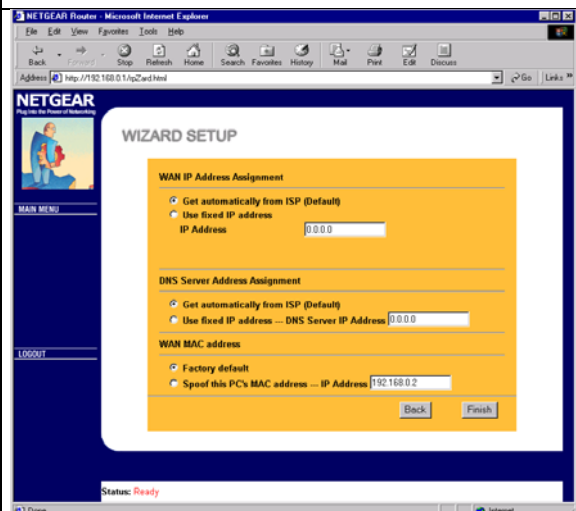 NETGEAR Router - Microsoft Internet Explorer
File Edit View Favorites Tools Help
Back Forward Stop Refresh Home Search Favorites History Mail Print Edit Discuss
Address http://192.168.0.1/rpZard.html Go Links »
NETGEAR
Plug Into the Power of Networking
WIZARD SETUP
MAIN MENU
LOGOUT
WAN IP Address Assignment
Get automatically from ISP (Default)
Use fixed IP address
IP Address 0.0.0.0
DNS Server Address Assignment
Get automatically from ISP (Default)
Use fixed IP address --- DNS Server IP Address 0.0.0.0
WAN MAC address
Factory default
Spoof this PC's MAC address --- IP Address 192.168.0.2
Back Finish
Status: Ready
Done Internet